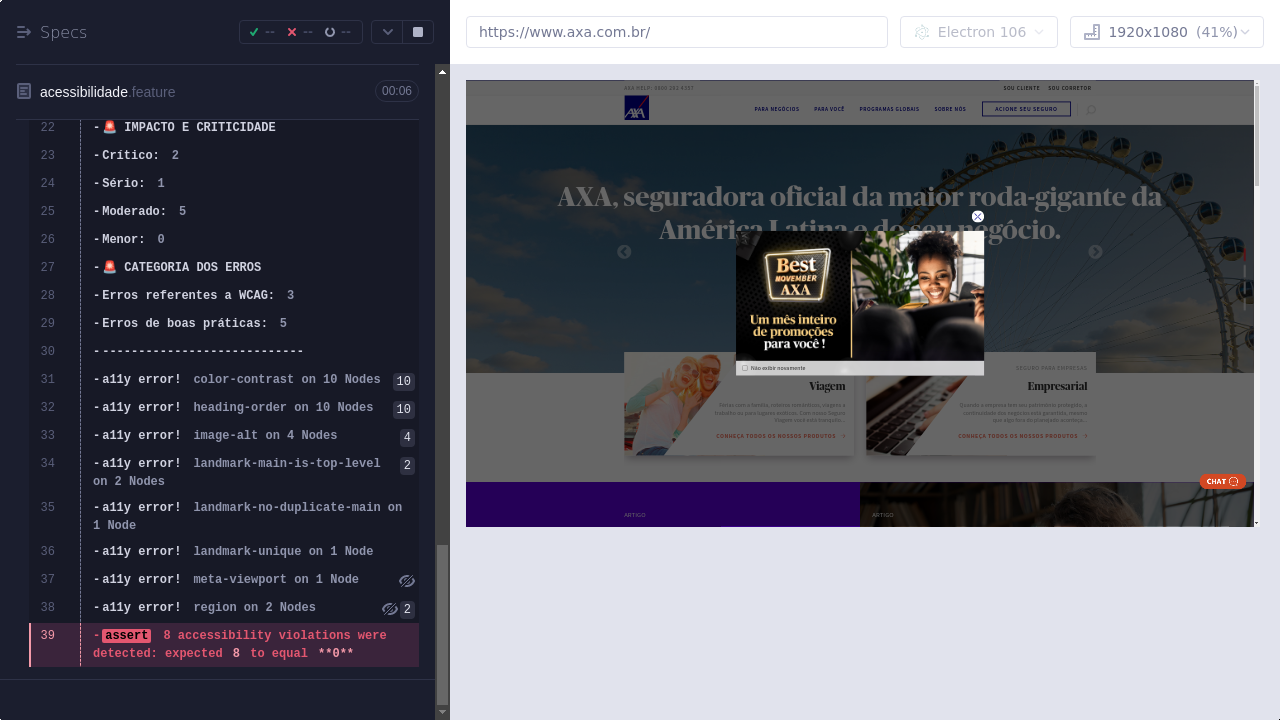 Specs
--
--
--
https://www.axa.com.br/
Electron 106
1920x1080 (41%)
acessibilidade.feature
00:06
22 - 🚨 IMPACTO E CRITICIDADE
23 - Crítico: 2
24 - Sério: 1
25 - Moderado: 5
26 - Menor: 0
27 - 🚨 CATEGORIA DOS ERROS
28 - Erros referentes a WCAG: 3
29 - Erros de boas práticas: 5
30 -----------------------------
31 - a11y error! color-contrast on 10 Nodes 10
32 - a11y error! heading-order on 10 Nodes 10
33 - a11y error! image-alt on 4 Nodes 4
34 - a11y error! landmark-main-is-top-level 2
on 2 Nodes
35 - a11y error! landmark-no-duplicate-main on
1 Node
36 - a11y error! landmark-unique on 1 Node
37 - a11y error! meta-viewport on 1 Node
38 - a11y error! region on 2 Nodes 2
39 - assert 8 accessibility violations were
detected: expected 8 to equal **0**
SOU CLIENTE SOU CORRETOR
AXA
PARA NEGÓCIOS PARA VOCÊ PROGRAMAS GLOBAIS SOBRE NÓS ACIONE SEU SEGURO
AXA, seguradora oficial da maior roda-gigante da
América Latina e do seu negócio.
Best
NOVEMBER
AXA
Um mês inteiro
de promoções
para você !
Não exibir novamente
Viagem
CONHEÇA TODOS OS NOSSOS PRODUTOS
SEGURO PARA EMPRESAS
Empresarial
CONHEÇA TODOS OS NOSSOS PRODUTOS
CHAT
ARTIGO
ARTIGO